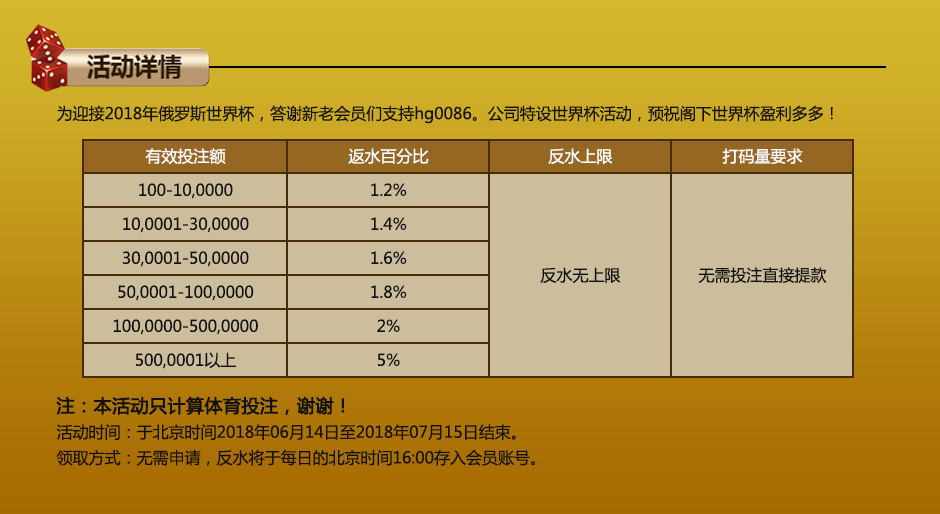 活动详情
为迎接2018年俄罗斯世界杯，答谢新老会员们支持hg0086。公司特设世界杯活动，预祝阁下世界杯盈利多多！
有效投注额 返水百分比 反水上限 打码量要求
100-10,0000 1.2%
10,0001-30,0000 1.4%
30,0001-50,0000 1.6%
反水无上限 无需投注直接提款
50,0001-100,0000 1.8%
100,0000-500,0000 2%
500,0001以上 5%
注：本活动只计算体育投注，谢谢！
活动时间：于北京时间2018年06月14日至2018年07月15日结束。
领取方式：无需申请，反水将于每日的北京时间16:00存入会员账号。